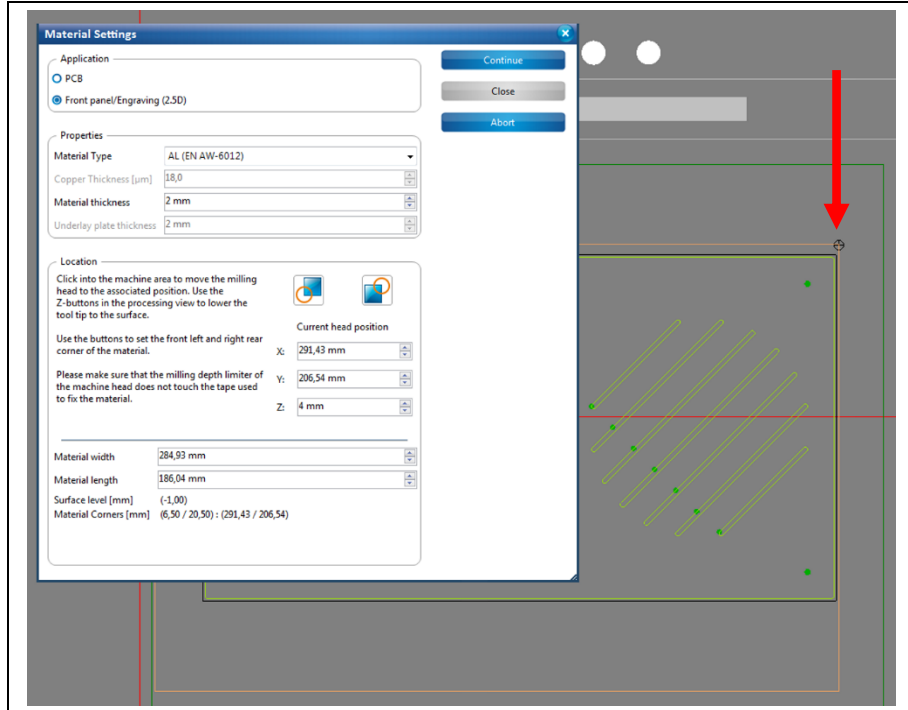 Material Settings
Application
PCB
Front panel/Engraving (2.5D)
Continue
Close
Abort
Properties
Material Type AL (EN AW-6012)
Copper Thickness [µm] 18,0
Material thickness 2 mm
Underlay plate thickness 2 mm
Location
Click into the machine area to move the milling
head to the associated position. Use the
Z-buttons in the processing view to lower the
tool tip to the surface.
Use the buttons to set the front left and right rear
corner of the material.
Please make sure that the milling depth limiter of
the machine head does not touch the tape used
to fix the material.
Current head position
X: 291,43 mm
Y: 206,54 mm
Z: 4 mm
Material width 284,93 mm
Material length 186,04 mm
Surface level [mm] (-1,00)
Material Corners [mm] (6,50 / 20,50) : (291,43 / 206,54)